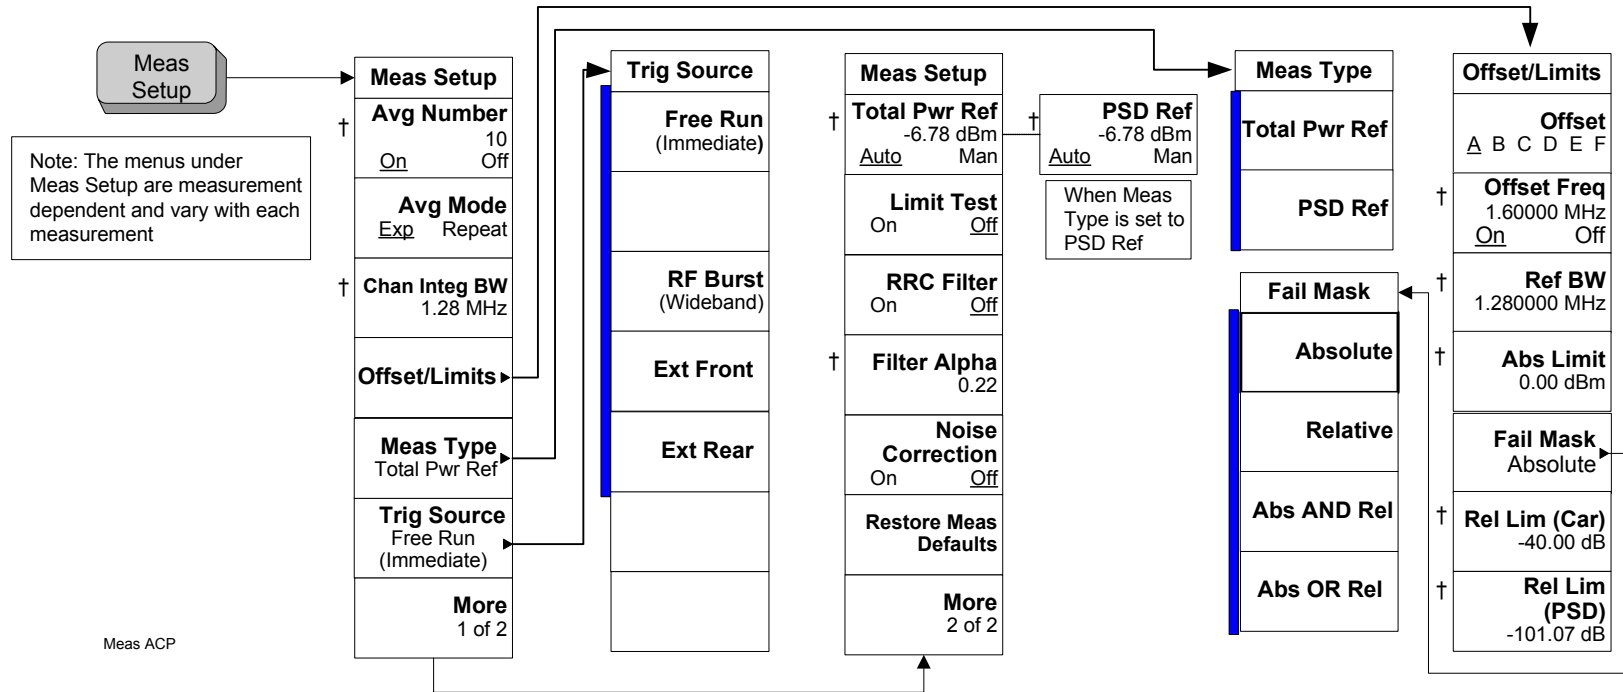 Meas
Setup
Note: The menus under
Meas Setup are measurement
dependent and vary with each
measurement
Meas ACP
Meas Setup
†
Avg Number
10
On Off
Avg Mode
Exp Repeat
†
Chan Integ BW
1.28 MHz
Offset/Limits
Meas Type
Total Pwr Ref
Trig Source
Free Run
(Immediate)
More
1 of 2
Trig Source
Free Run
(Immediate)
RF Burst
(Wideband)
Ext Front
Ext Rear
Meas Setup
†
Total Pwr Ref
-6.78 dBm
Auto Man
Limit Test
On Off
RRC Filter
On Off
†
Filter Alpha
0.22
Noise
Correction
On Off
Restore Meas
Defaults
More
2 of 2
†
PSD Ref
-6.78 dBm
Auto Man
When Meas
Type is set to
PSD Ref
Meas Type
Total Pwr Ref
PSD Ref
Fail Mask
Absolute
Relative
Abs AND Rel
Abs OR Rel
Offset/Limits
Offset
A B C D E F
†
Offset Freq
1.60000 MHz
On Off
†
Ref BW
1.280000 MHz
†
Abs Limit
0.00 dBm
Fail Mask
Absolute
†
Rel Lim (Car)
-40.00 dB
†
Rel Lim
(PSD)
-101.07 dB